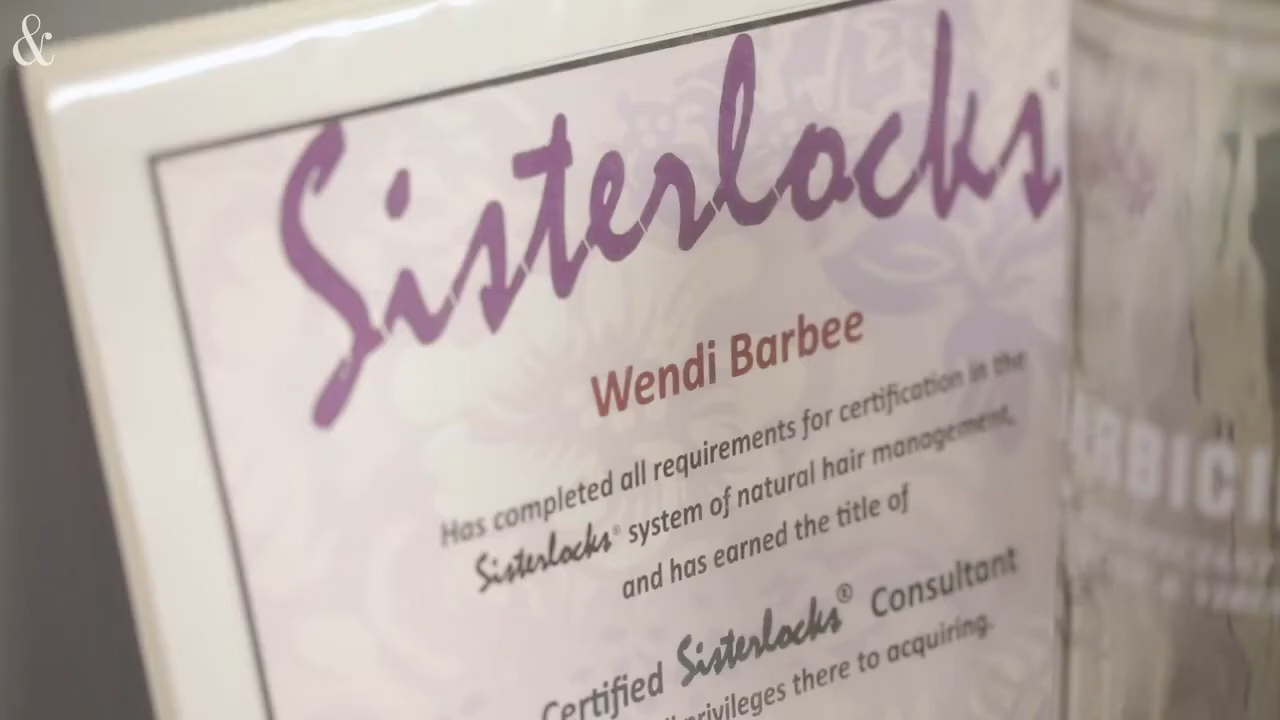 &
Sisterlocks
Wendi Barbee
Has completed all requirements for certification in the
Sisterlocks® system of natural hair management,
and has earned the title of
Certified Sisterlocks® Consultant
privileges there to acquiring.